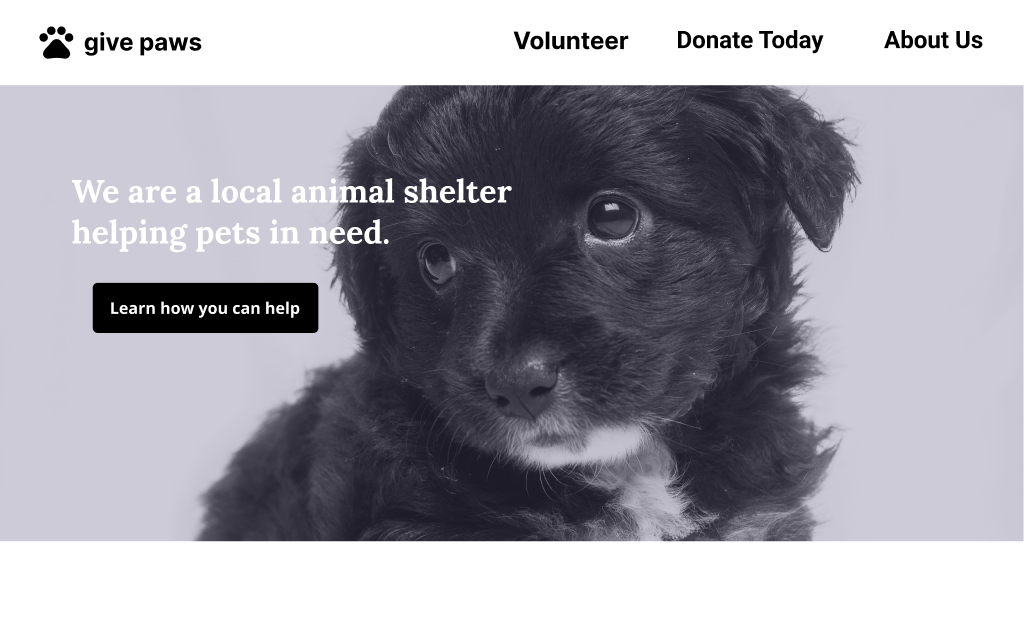 give paws
Volunteer
Donate Today
About Us
We are a local animal shelter
helping pets in need.
Learn how you can help